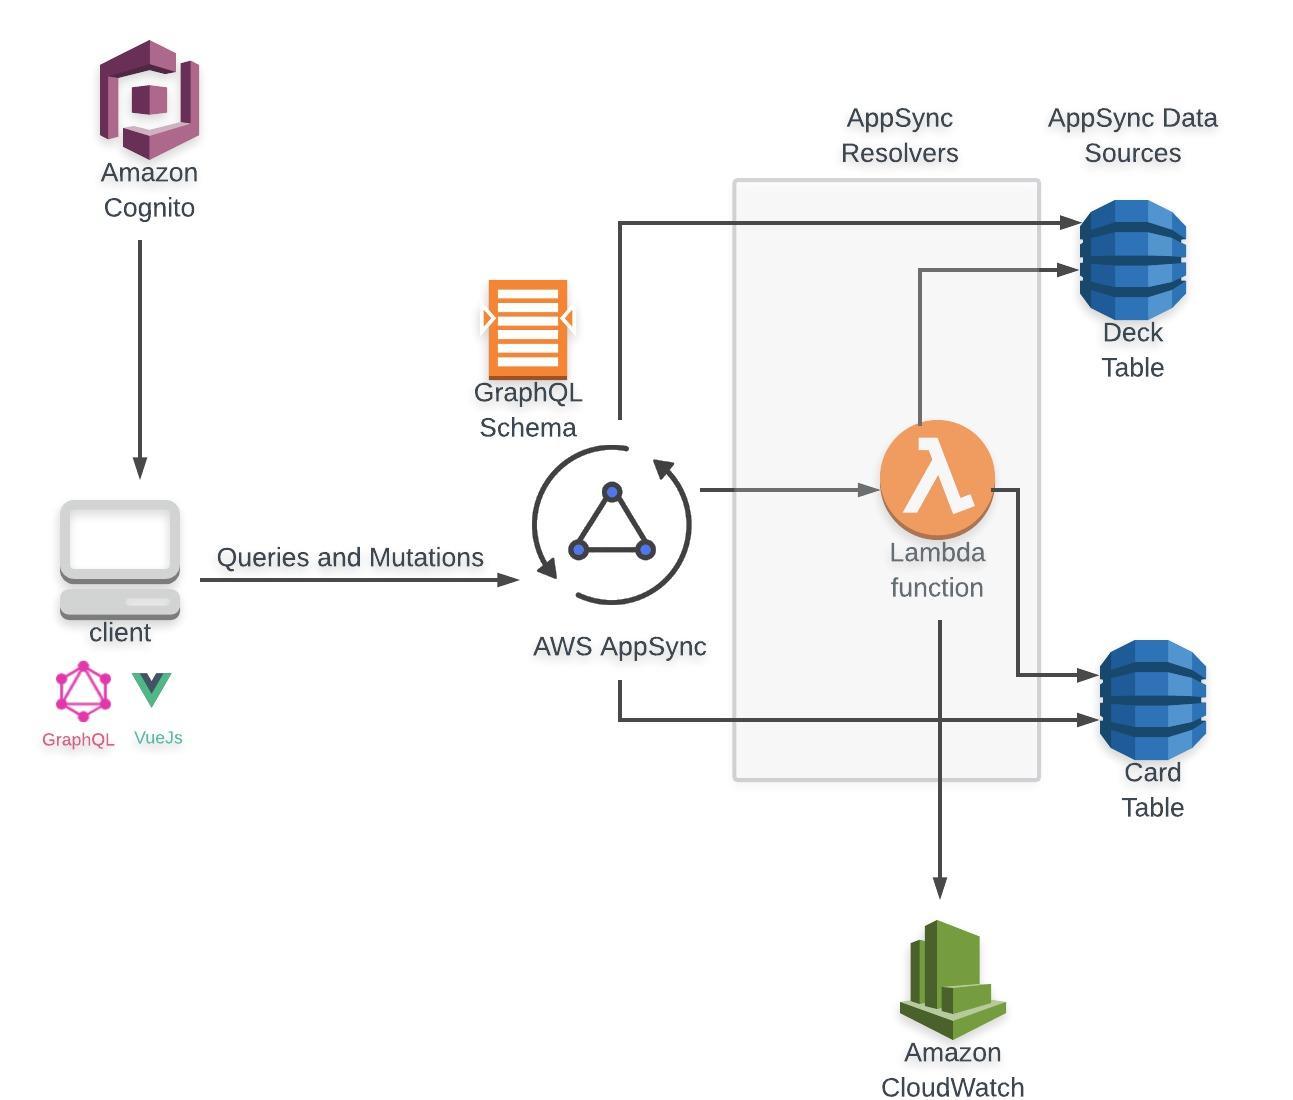 Amazon
Cognito
AppSync
Resolvers
AppSync Data
Sources
GraphQL
Schema
Deck
Table
Queries and Mutations
Lambda
function
client
AWS AppSync
GraphQL
VueJs
Card
Table
Amazon
CloudWatch